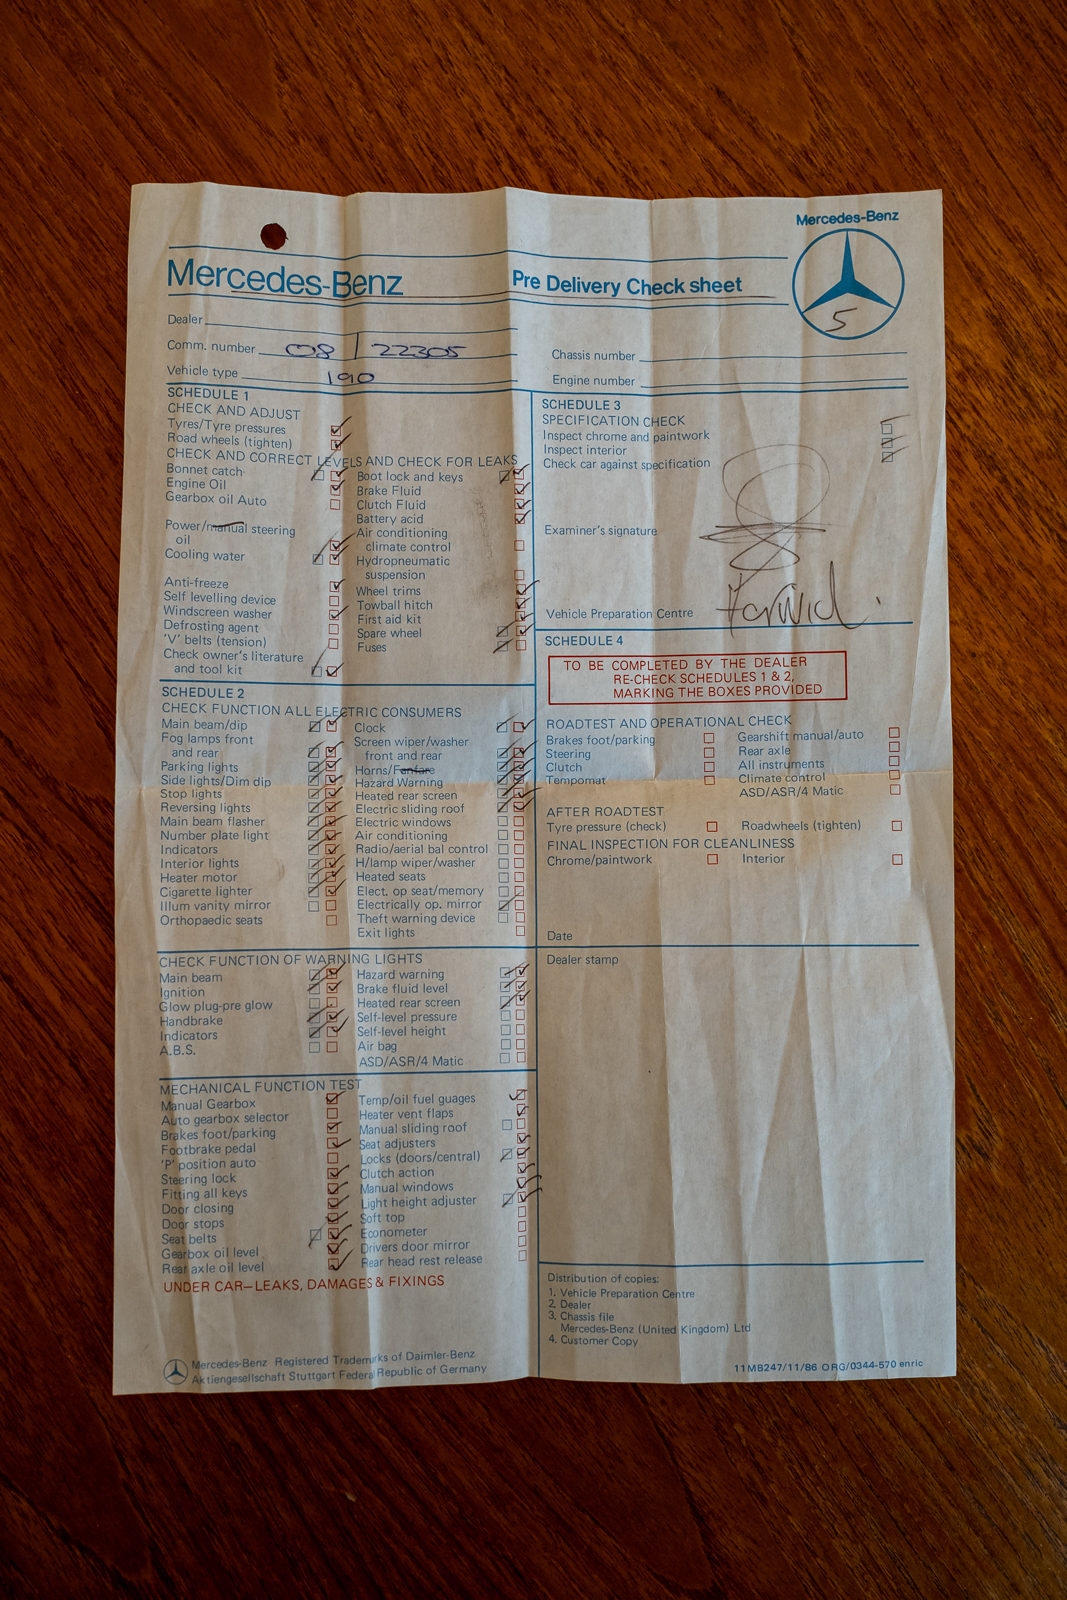 Mercedes-Benz
Mercedes-Benz
Pre Delivery Check sheet
5
Dealer
Comm. number 08 / 22305
Vehicle type 190
Chassis number
Engine number
SCHEDULE 1
CHECK AND ADJUST
Tyres/Tyre pressures
Road wheels (tighten)
CHECK AND CORRECT LEVELS AND CHECK FOR LEAKS
Bonnet catch
Engine Oil
Gearbox oil Auto
Power/manual steering
oil
Cooling water
Anti-freeze
Self levelling device
Windscreen washer
Defrosting agent
'V' belts (tension)
Check owner's literature
and tool kit
Boot lock and keys
Brake Fluid
Clutch Fluid
Battery acid
Air conditioning
climate control
Hydropneumatic
suspension
Wheel trims
Towball hitch
First aid kit
Spare wheel
Fuses
SCHEDULE 2
CHECK FUNCTION ALL ELECTRIC CONSUMERS
Main beam/dip
Fog lamps front
and rear
Parking lights
Side lights/Dim dip
Stop lights
Reversing lights
Main beam flasher
Number plate light
Indicators
Interior lights
Heater motor
Cigarette lighter
Illum vanity mirror
Orthopaedic seats
Clock
Screen wiper/washer
front and rear
Horns/Fanfare
Hazard Warning
Heated rear screen
Electric sliding roof
Electric windows
Air conditioning
Radio/aerial bal control
H/lamp wiper/washer
Heated seats
Elect. op seat/memory
Electrically op. mirror
Theft warning device
Exit lights
CHECK FUNCTION OF WARNING LIGHTS
Main beam
Ignition
Glow plug-pre glow
Handbrake
Indicators
A.B.S.
Hazard warning
Brake fluid level
Heated rear screen
Self-level pressure
Self-level height
Air bag
ASD/ASR/4 Matic
MECHANICAL FUNCTION TEST
Manual Gearbox
Auto gearbox selector
Brakes foot/parking
Footbrake pedal
'P' position auto
Steering lock
Fitting all keys
Door closing
Door stops
Seat belts
Gearbox oil level
Rear axle oil level
Temp/oil fuel guages
Heater vent flaps
Manual sliding roof
Seat adjusters
Locks (doors/central)
Clutch action
Manual windows
Light height adjuster
Soft top
Econometer
Drivers door mirror
Rear head rest release
UNDER CAR—LEAKS, DAMAGES & FIXINGS
Mercedes-Benz Registered Trademarks of Daimler-Benz
Aktiengesellschaft Stuttgart Federal Republic of Germany
SCHEDULE 3
SPECIFICATION CHECK
Inspect chrome and paintwork
Inspect interior
Check car against specification
Examiner's signature
Vehicle Preparation Centre
SCHEDULE 4
TO BE COMPLETED BY THE DEALER
RE-CHECK SCHEDULES 1 & 2,
MARKING THE BOXES PROVIDED
ROADTEST AND OPERATIONAL CHECK
Brakes foot/parking
Steering
Clutch
Tempomat
Gearshift manual/auto
Rear axle
All instruments
Climate control
ASD/ASR/4 Matic
AFTER ROADTEST
Tyre pressure (check) Roadwheels (tighten)
FINAL INSPECTION FOR CLEANLINESS
Chrome/paintwork Interior
Date
Dealer stamp
Distribution of copies:
1. Vehicle Preparation Centre
2. Dealer
3. Chassis file
Mercedes-Benz (United Kingdom) Ltd
4. Customer Copy
11MB247/11/86 ORG/0344-570 enric